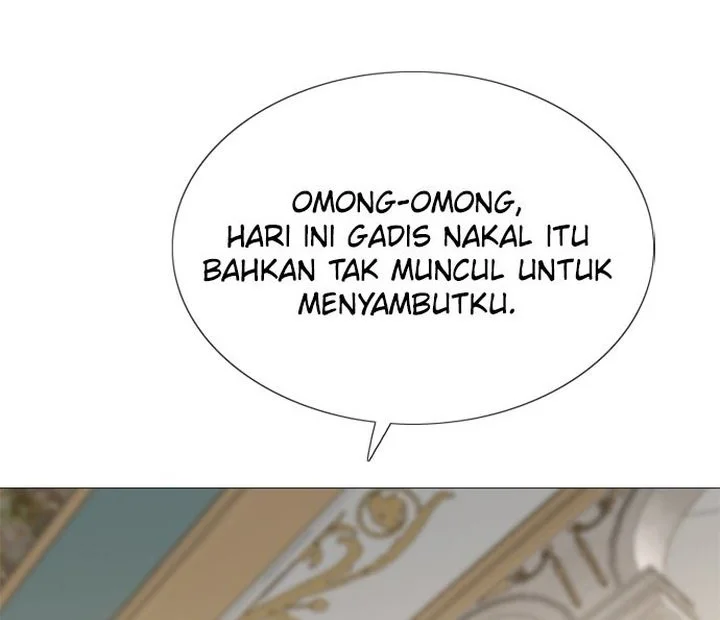 OMONG-OMONG,
HARI INI GADIS NAKAL ITU
BAHKAN TAK MUNCUL UNTUK
MENYAMBUTKU.